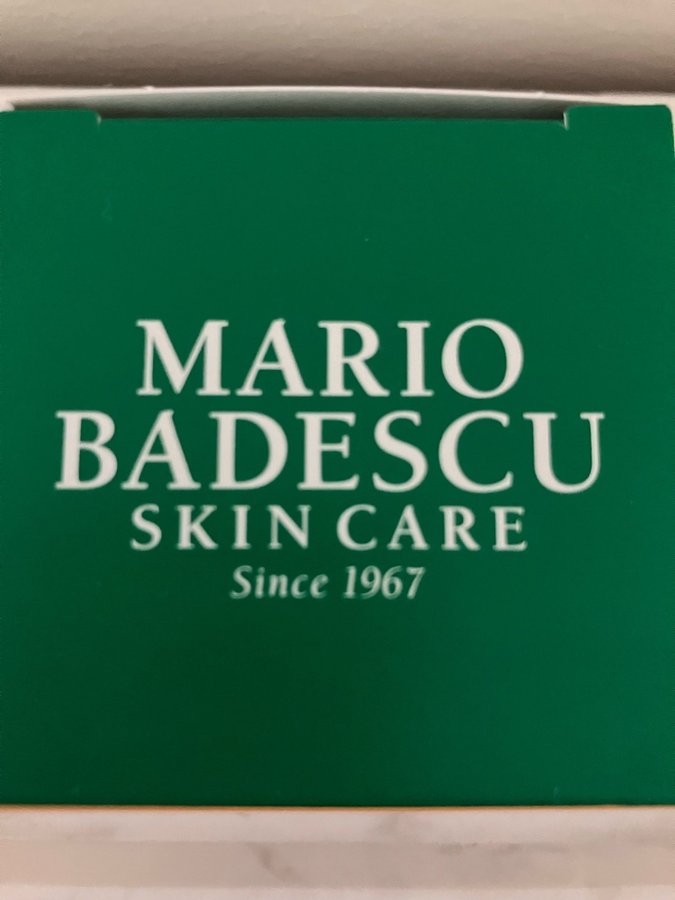 MARIO
BADESCU
SKIN CARE
Since 1967